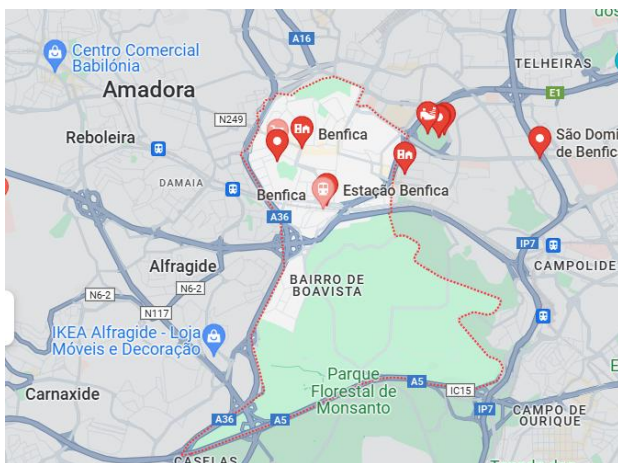 A16
Centro Comercial
Babilónia
TELHEIRAS
Amadora
E1
N249
Reboleira
Benfica
São Domi
de Benfic
DAMAIA
Benfica
Estação Benfica
A36
IP7
Alfragide
CAMPOLIDE
BAIRRO DE
BOAVISTA
N6-2
N6-2
N117
IKEA Alfragide - Loja
Móveis e Decoração
Parque
Florestal de
Monsanto
A5
IC15
Carnaxide
IP7
CAMPO DE
OURIQUE
A36
A5
CASELAS